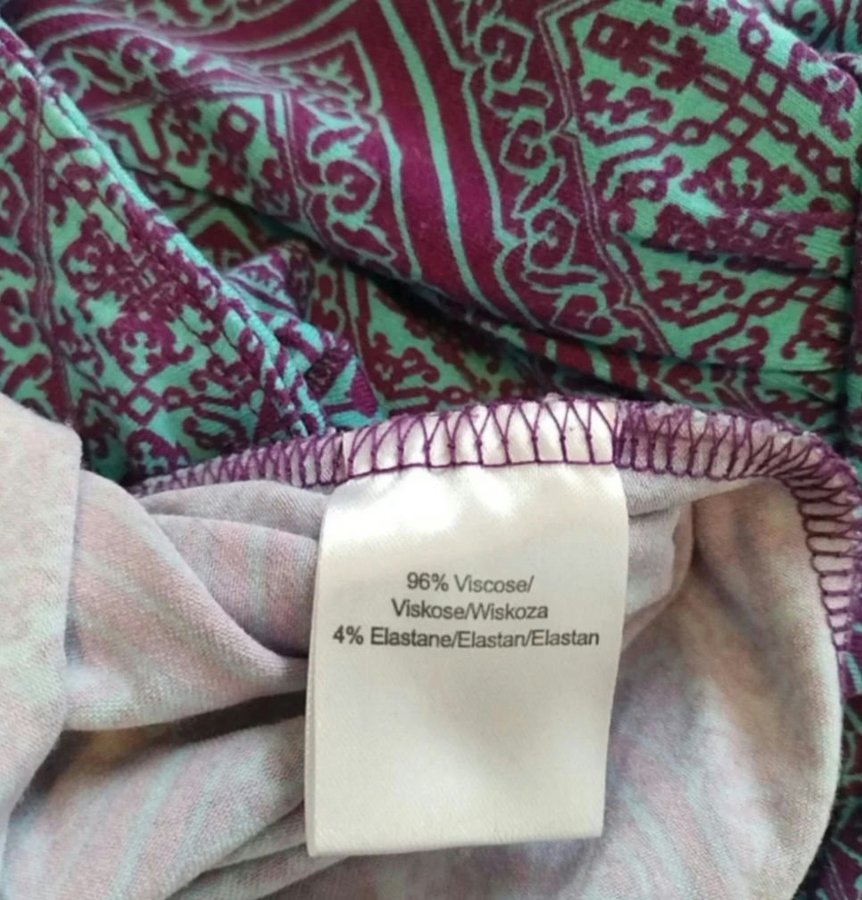 96% Viscose/
Viskose/Wiskoza
4% Elastane/Elastan/Elastan